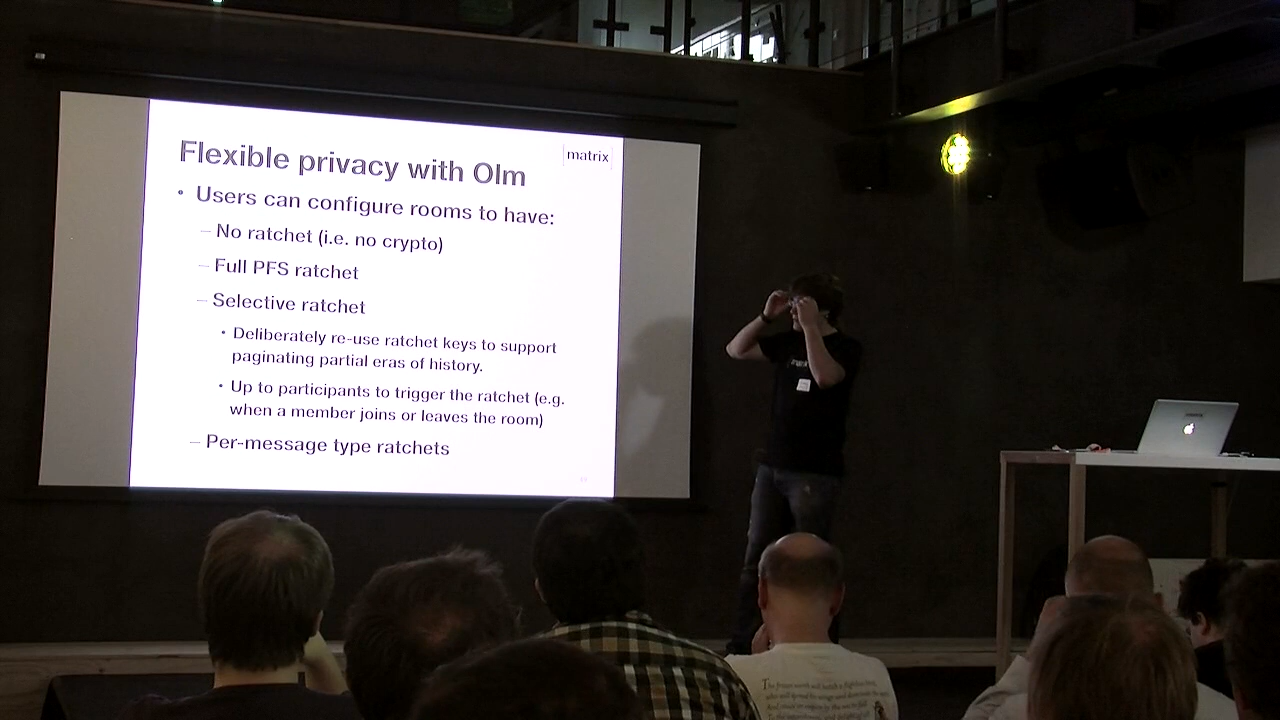 Flexible privacy with Olm
[matrix]
• Users can configure rooms to have:
– No ratchet (i.e. no crypto)
– Full PFS ratchet
– Selective ratchet
• Deliberately re-use ratchet keys to support
paginating partial eras of history.
• Up to participants to trigger the ratchet (e.g.
when a member joins or leaves the room)
– Per-message type ratchets